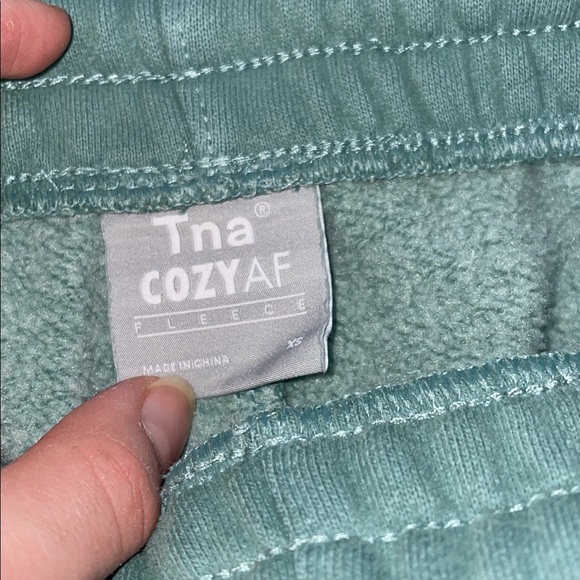 Tna®
COZYAF
FLEECE
XS
MADE IN CHINA